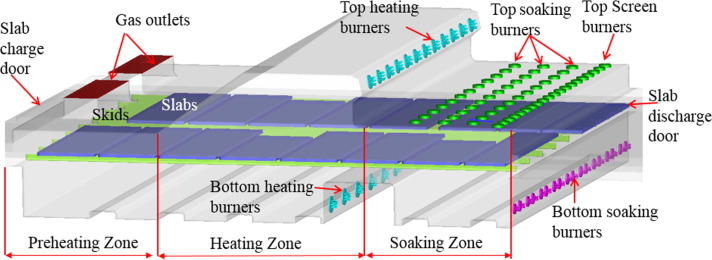 Slab
charge
door
Gas outlets
Top heating
burners
Top soaking
burners
Top Screen
burners
Skids
Slabs
Slab
discharge
door
Bottom heating
burners
Bottom soaking
burners
Preheating Zone
Heating Zone
Soaking Zone